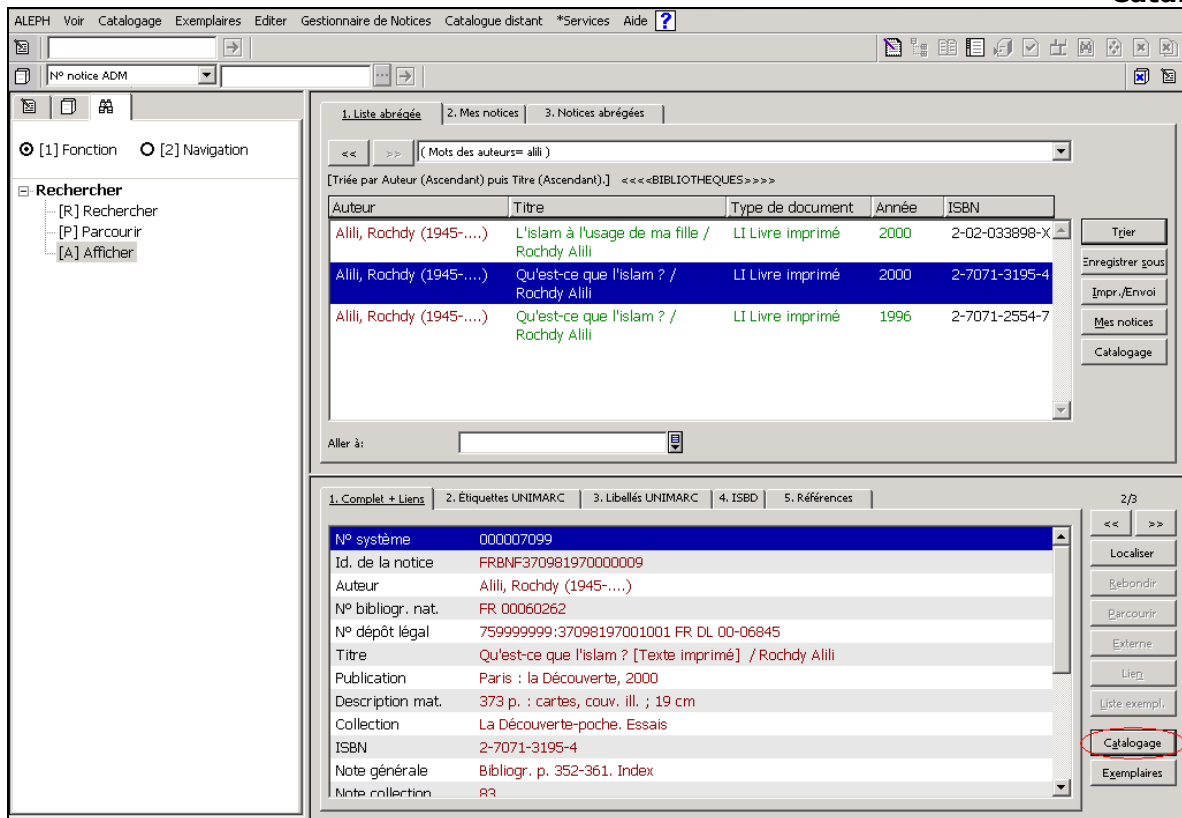 ALEPH Voir Catalogage Exemplaires Editer Gestionnaire de Notices Catalogue distant *Services Aide ?
N° notice ADM
[1] Fonction [2] Navigation
Rechercher
[R] Rechercher
[P] Parcourir
[A] Afficher
1. Liste abrégée 2. Mes notices 3. Notices abrégées
<< >> ( Mots des auteurs= alili )
[Triée par Auteur (Ascendant) puis Titre (Ascendant).] <<<<BIBLIOTHEQUES>>>>
Auteur Titre Type de document Année ISBN
Alili, Rochdy (1945-....) L'islam à l'usage de ma fille / LI Livre imprimé 2000 2-02-033898-X
Rochdy Alili
Alili, Rochdy (1945-....) Qu'est-ce que l'islam ? / LI Livre imprimé 2000 2-7071-3195-4
Rochdy Alili
Alili, Rochdy (1945-....) Qu'est-ce que l'islam ? / LI Livre imprimé 1996 2-7071-2554-7
Rochdy Alili
Trier
Enregistrer sous
Impr./Envoi
Mes notices
Catalogage
Aller à:
1. Complet + Liens 2. Étiquettes UNIMARC 3. Libellés UNIMARC 4. ISBD 5. Références
N° système 000007099
Id. de la notice FRBNF370981970000009
Auteur Alili, Rochdy (1945-....)
N° bibliogr. nat. FR 00060262
N° dépôt légal 759999999:37098197001001 FR DL 00-06845
Titre Qu'est-ce que l'islam ? [Texte imprimé] / Rochdy Alili
Publication Paris : la Découverte, 2000
Description mat. 373 p. : cartes, couv. ill. ; 19 cm
Collection La Découverte-poche. Essais
ISBN 2-7071-3195-4
Note générale Bibliogr. p. 352-361. Index
Note collection 83
2/3
<< >>
Localiser
Rebondir
Parcourir
Externe
Lien
Liste exempl.
Catalogage
Exemplaires